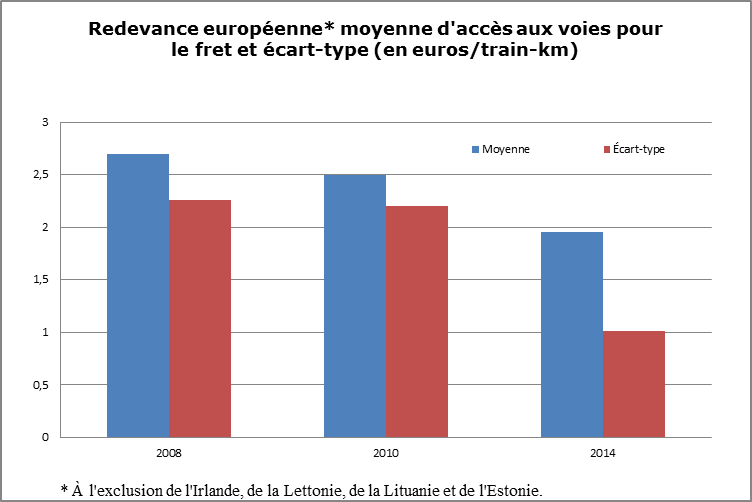 Redevance européenne* moyenne d'accès aux voies pour
le fret et écart-type (en euros/train-km)
3
Moyenne
Écart-type
2,5
2
1,5
1
0,5
0
2008
2010
2014
* À l'exclusion de l'Irlande, de la Lettonie, de la Lituanie et de l'Estonie.